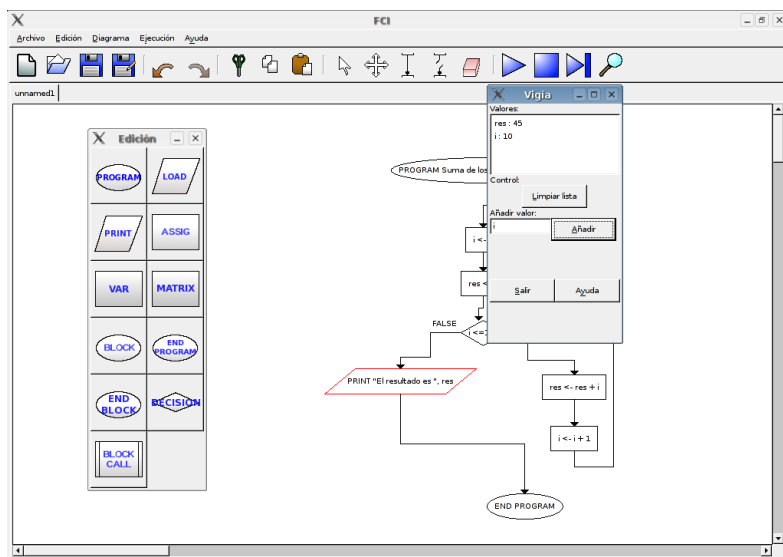 FCI
Archivo Edición Diagrama Ejecución Ayuda
unnamed1
Edición
PROGRAM
LOAD
PRINT
ASSIG
VAR
MATRIX
BLOCK
END
PROGRAM
END
BLOCK
DECISION
BLOCK
CALL
Vigía
Valores:
res : 45
i : 10
Control:
Limpiar lista
Añadir valor:
i
Añadir
Salir
Ayuda
PROGRAM Suma de los
i <-
res <
FALSE
i <=
PRINT "El resultado es ", res
res <- res + i
i <- i + 1
END PROGRAM